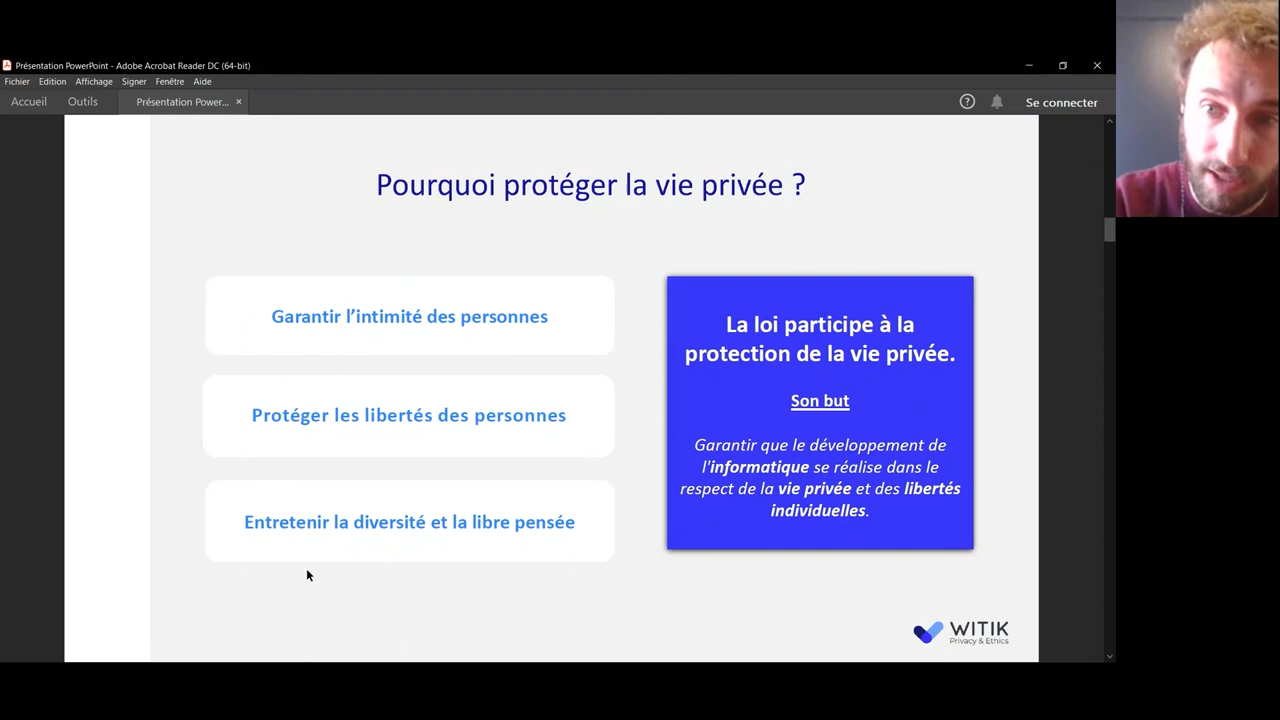 Présentation PowerPoint - Adobe Acrobat Reader DC (64-bit)
Fichier Edition Affichage Signer Fenêtre Aide
Accueil Outils Présentation Power... × Se connecter
Pourquoi protéger la vie privée ?
Garantir l’intimité des personnes
Protéger les libertés des personnes
Entretenir la diversité et la libre pensée
La loi participe à la
protection de la vie privée.
Son but
Garantir que le développement de
l'informatique se réalise dans le
respect de la vie privée et des libertés
individuelles.
WITIK
Privacy & Ethics